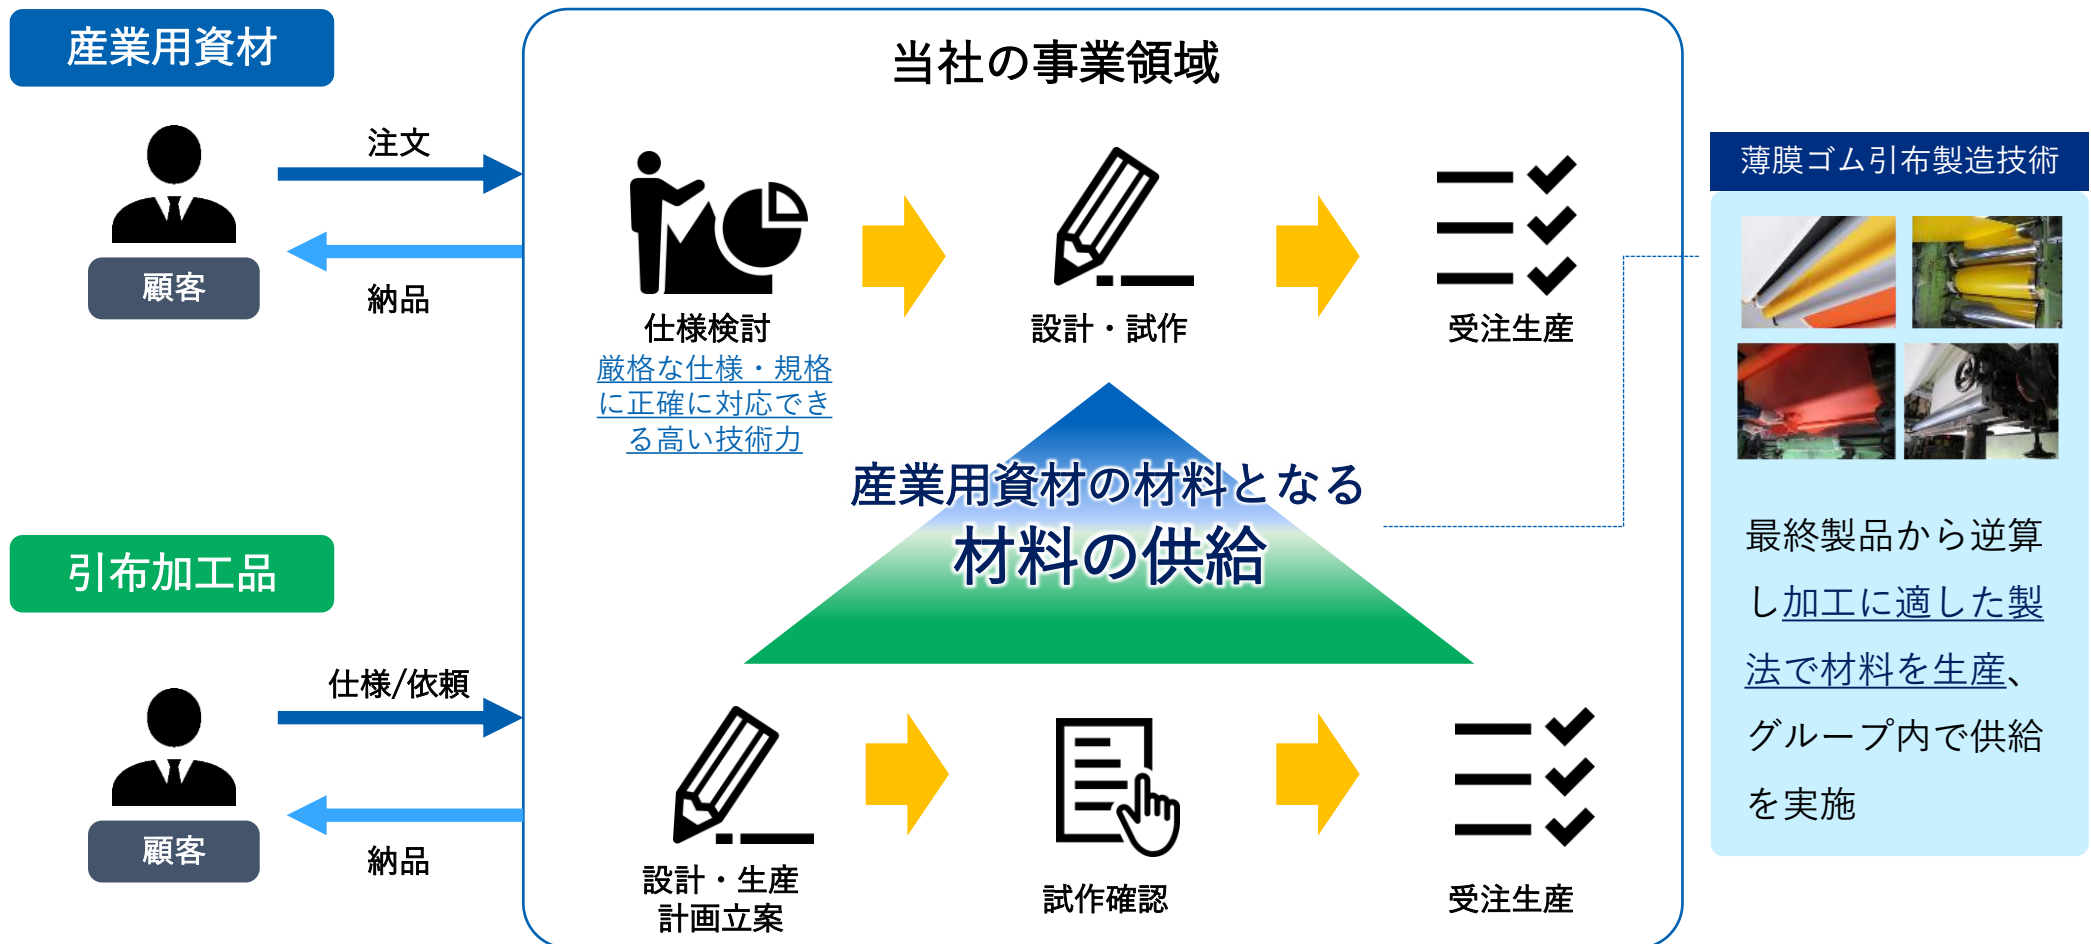 産業用資材
当社の事業領域
注文
納品
顧客
仕様検討
厳格な仕様・規格
に正確に対応でき
る高い技術力
設計・試作
受注生産
産業用資材の材料となる
材料の供給
引布加工品
仕様/依頼
納品
顧客
設計・生産
計画立案
試作確認
受注生産
薄膜ゴム引布製造技術
最終製品から逆算
し加工に適した製
法で材料を生産、
グループ内で供給
を実施